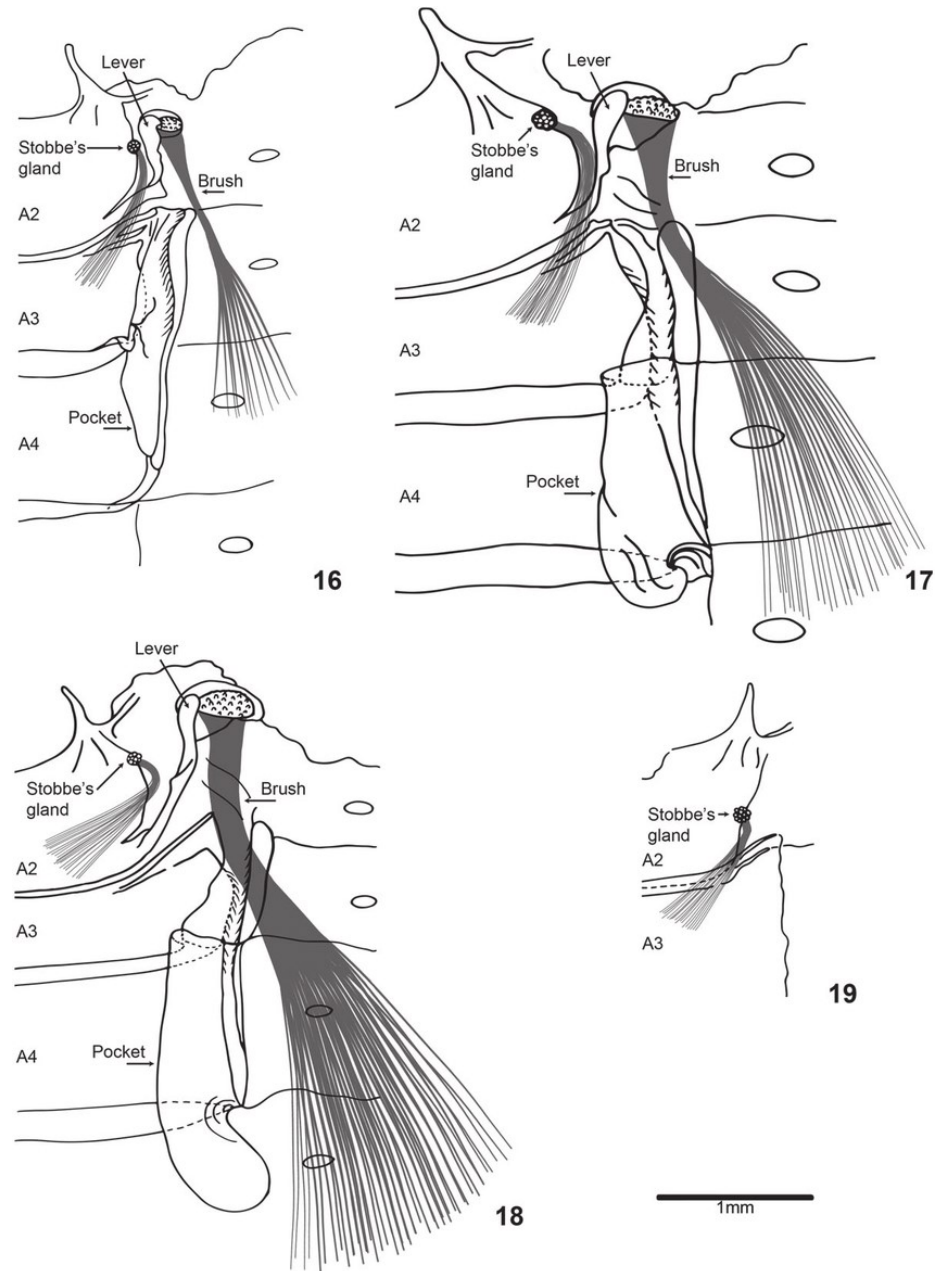 Lever
Stobbe's
gland
Brush
A2
A3
Pocket
A4
16
Lever
Stobbe's
gland
Brush
A2
A3
Pocket
A4
17
Lever
Stobbe's
gland
Brush
A2
A3
Pocket
A4
18
Stobbe's
gland
A2
A3
19
1mm